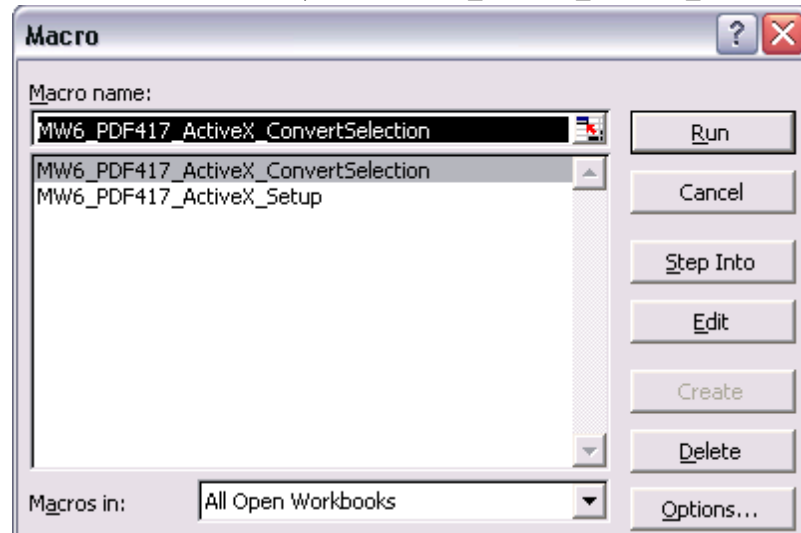 Macro
Macro name:
MW6_PDF417_ActiveX_ConvertSelection
MW6_PDF417_ActiveX_ConvertSelection
MW6_PDF417_ActiveX_Setup
Run
Cancel
Step Into
Edit
Create
Delete
Options...
Macros in:
All Open Workbooks